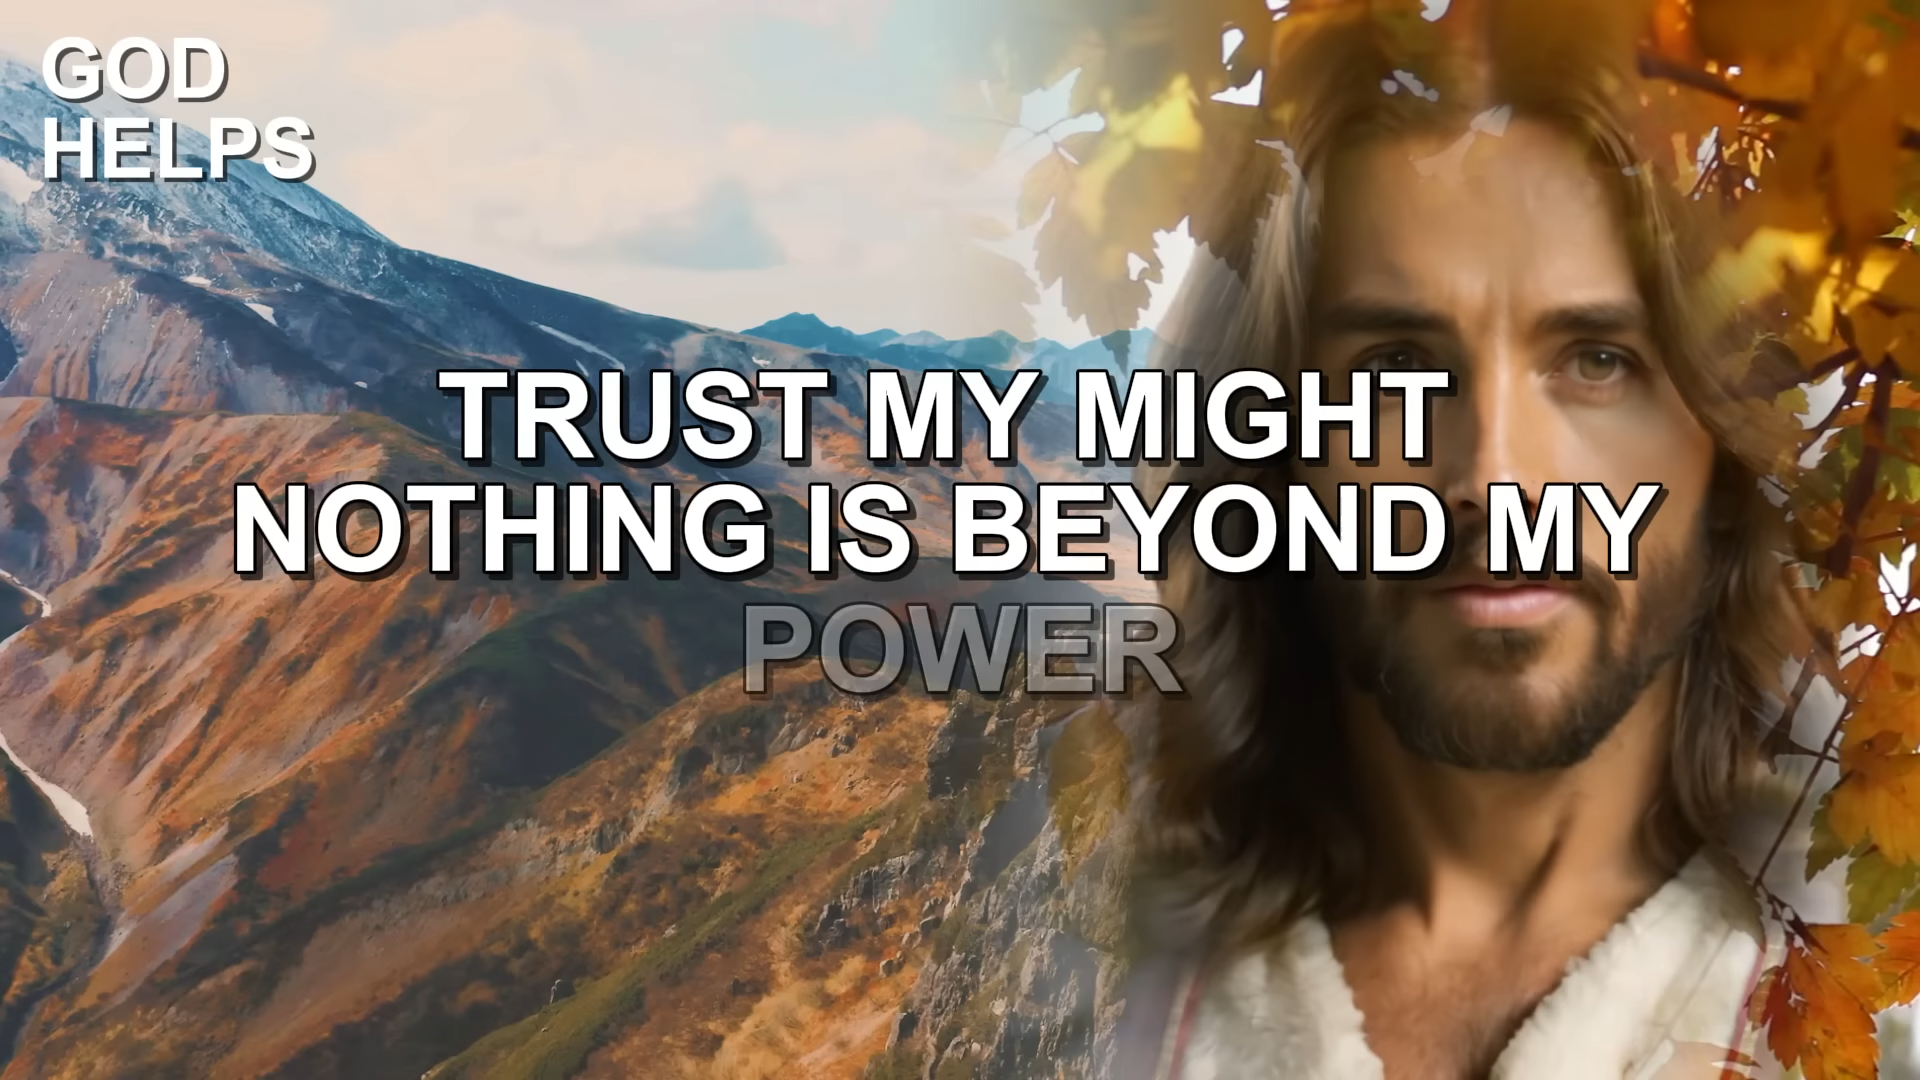 GOD
HELPS
TRUST MY MIGHT
NOTHING IS BEYOND MY
POWER